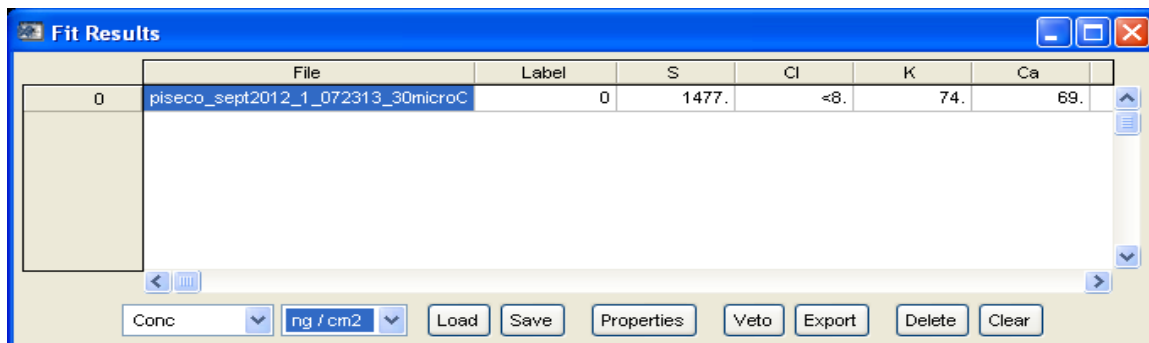 Fit Results
File Label S Cl K Ca
0 piseco_sept2012_1_072313_30microC 0 1477. <8. 74. 69.
Conc ng / cm2 Load Save Properties Veto Export Delete Clear